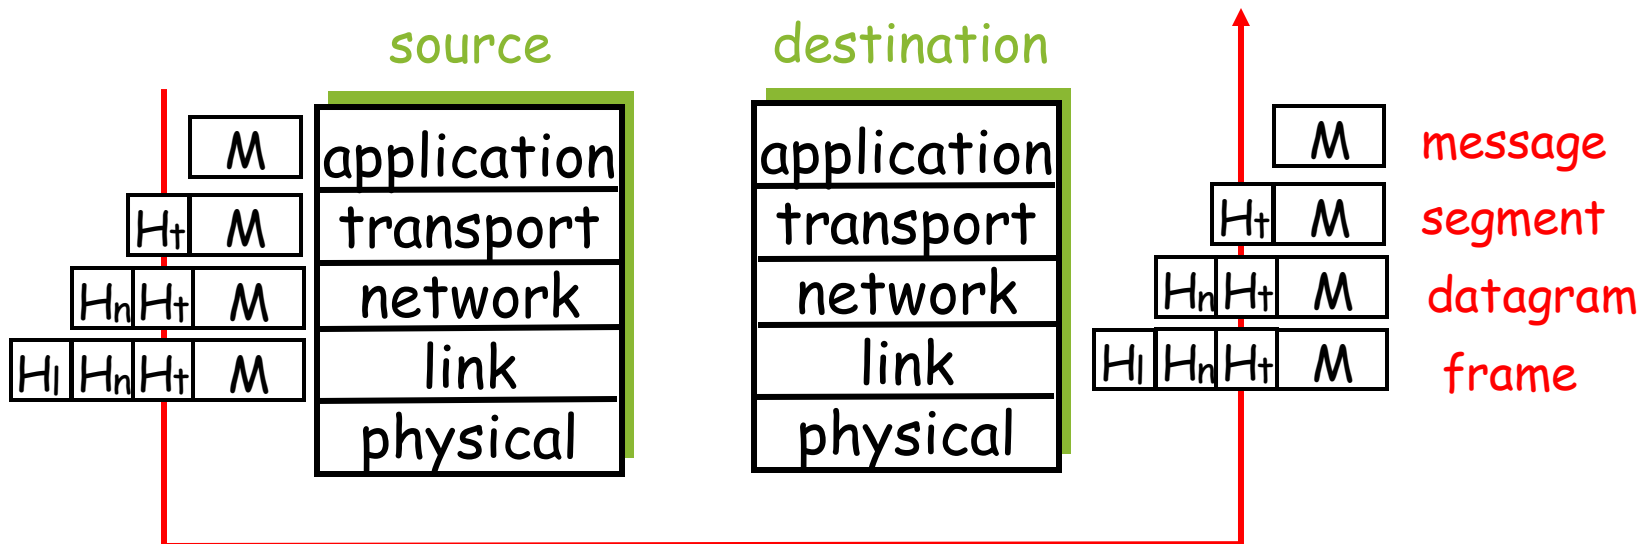 source destination
M application application M message
Ht M transport transport Ht M segment
Hn Ht M network network Hn Ht M datagram
Hl Hn Ht M link link Hl Hn Ht M frame
physical physical